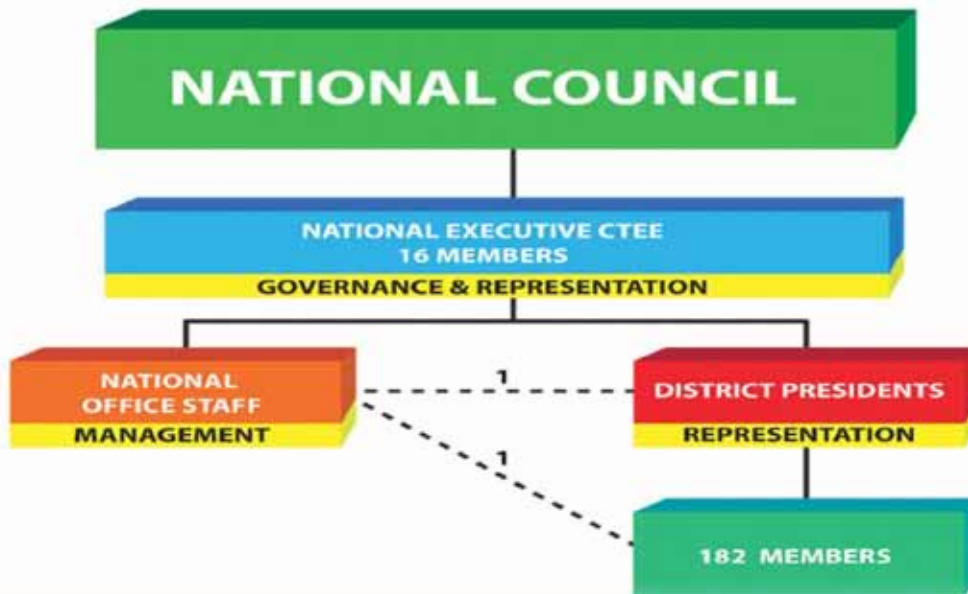 NATIONAL COUNCIL
NATIONAL EXECUTIVE CTEE
16 MEMBERS
GOVERNANCE & REPRESENTATION
NATIONAL
OFFICE STAFF
MANAGEMENT
1
DISTRICT PRESIDENTS
REPRESENTATION
1
182 MEMBERS